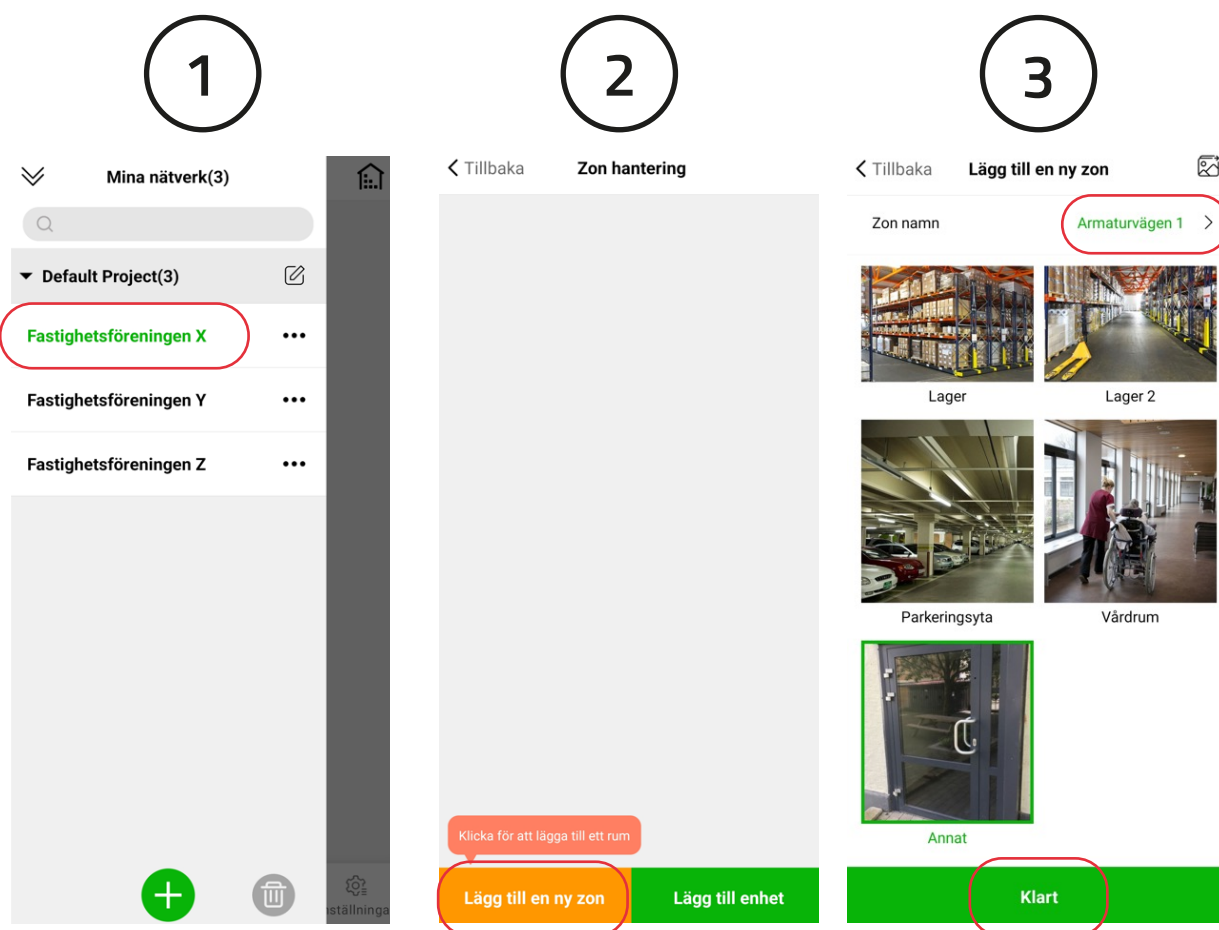 1
Mina nätverk(3)
Default Project(3)
Fastighetsföreningen X
Fastighetsföreningen Y
Fastighetsföreningen Z
nställninga
2
Tillbaka
Zon hantering
Klicka för att lägga till ett rum
Lägg till en ny zon
Lägg till enhet
3
Tillbaka
Lägg till en ny zon
Zon namn
Armaturvägen 1
Lager
Lager 2
Parkeringsyta
Vårdrum
Annat
Klart